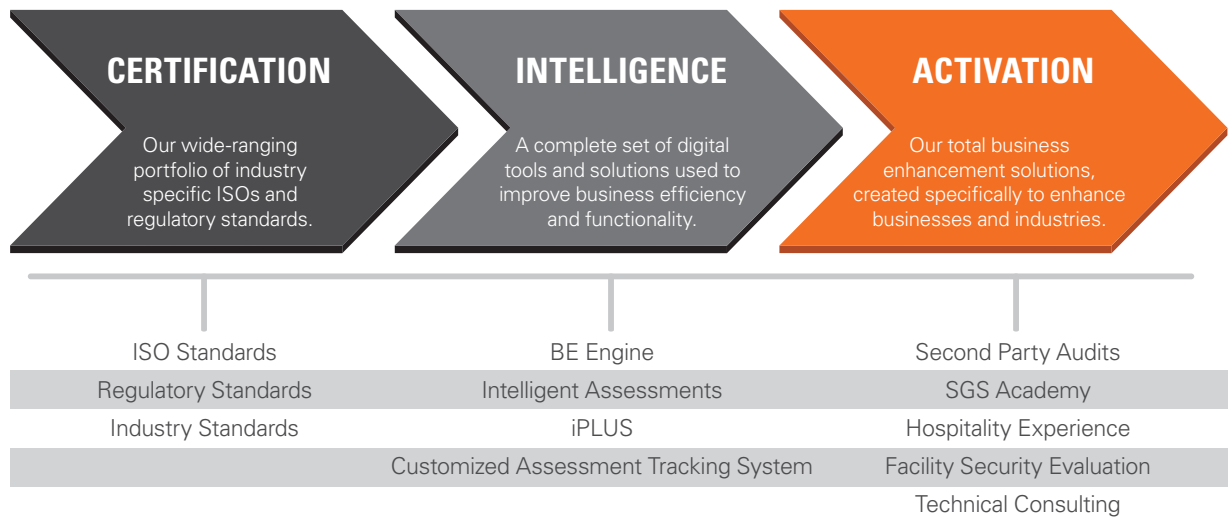 CERTIFICATION
Our wide-ranging
portfolio of industry
specific ISOs and
regulatory standards.
INTELLIGENCE
A complete set of digital
tools and solutions used to
improve business efficiency
and functionality.
ACTIVATION
Our total business
enhancement solutions,
created specifically to enhance
businesses and industries.
ISO Standards
Regulatory Standards
Industry Standards
BE Engine
Intelligent Assessments
iPLUS
Customized Assessment Tracking System
Second Party Audits
SGS Academy
Hospitality Experience
Facility Security Evaluation
Technical Consulting